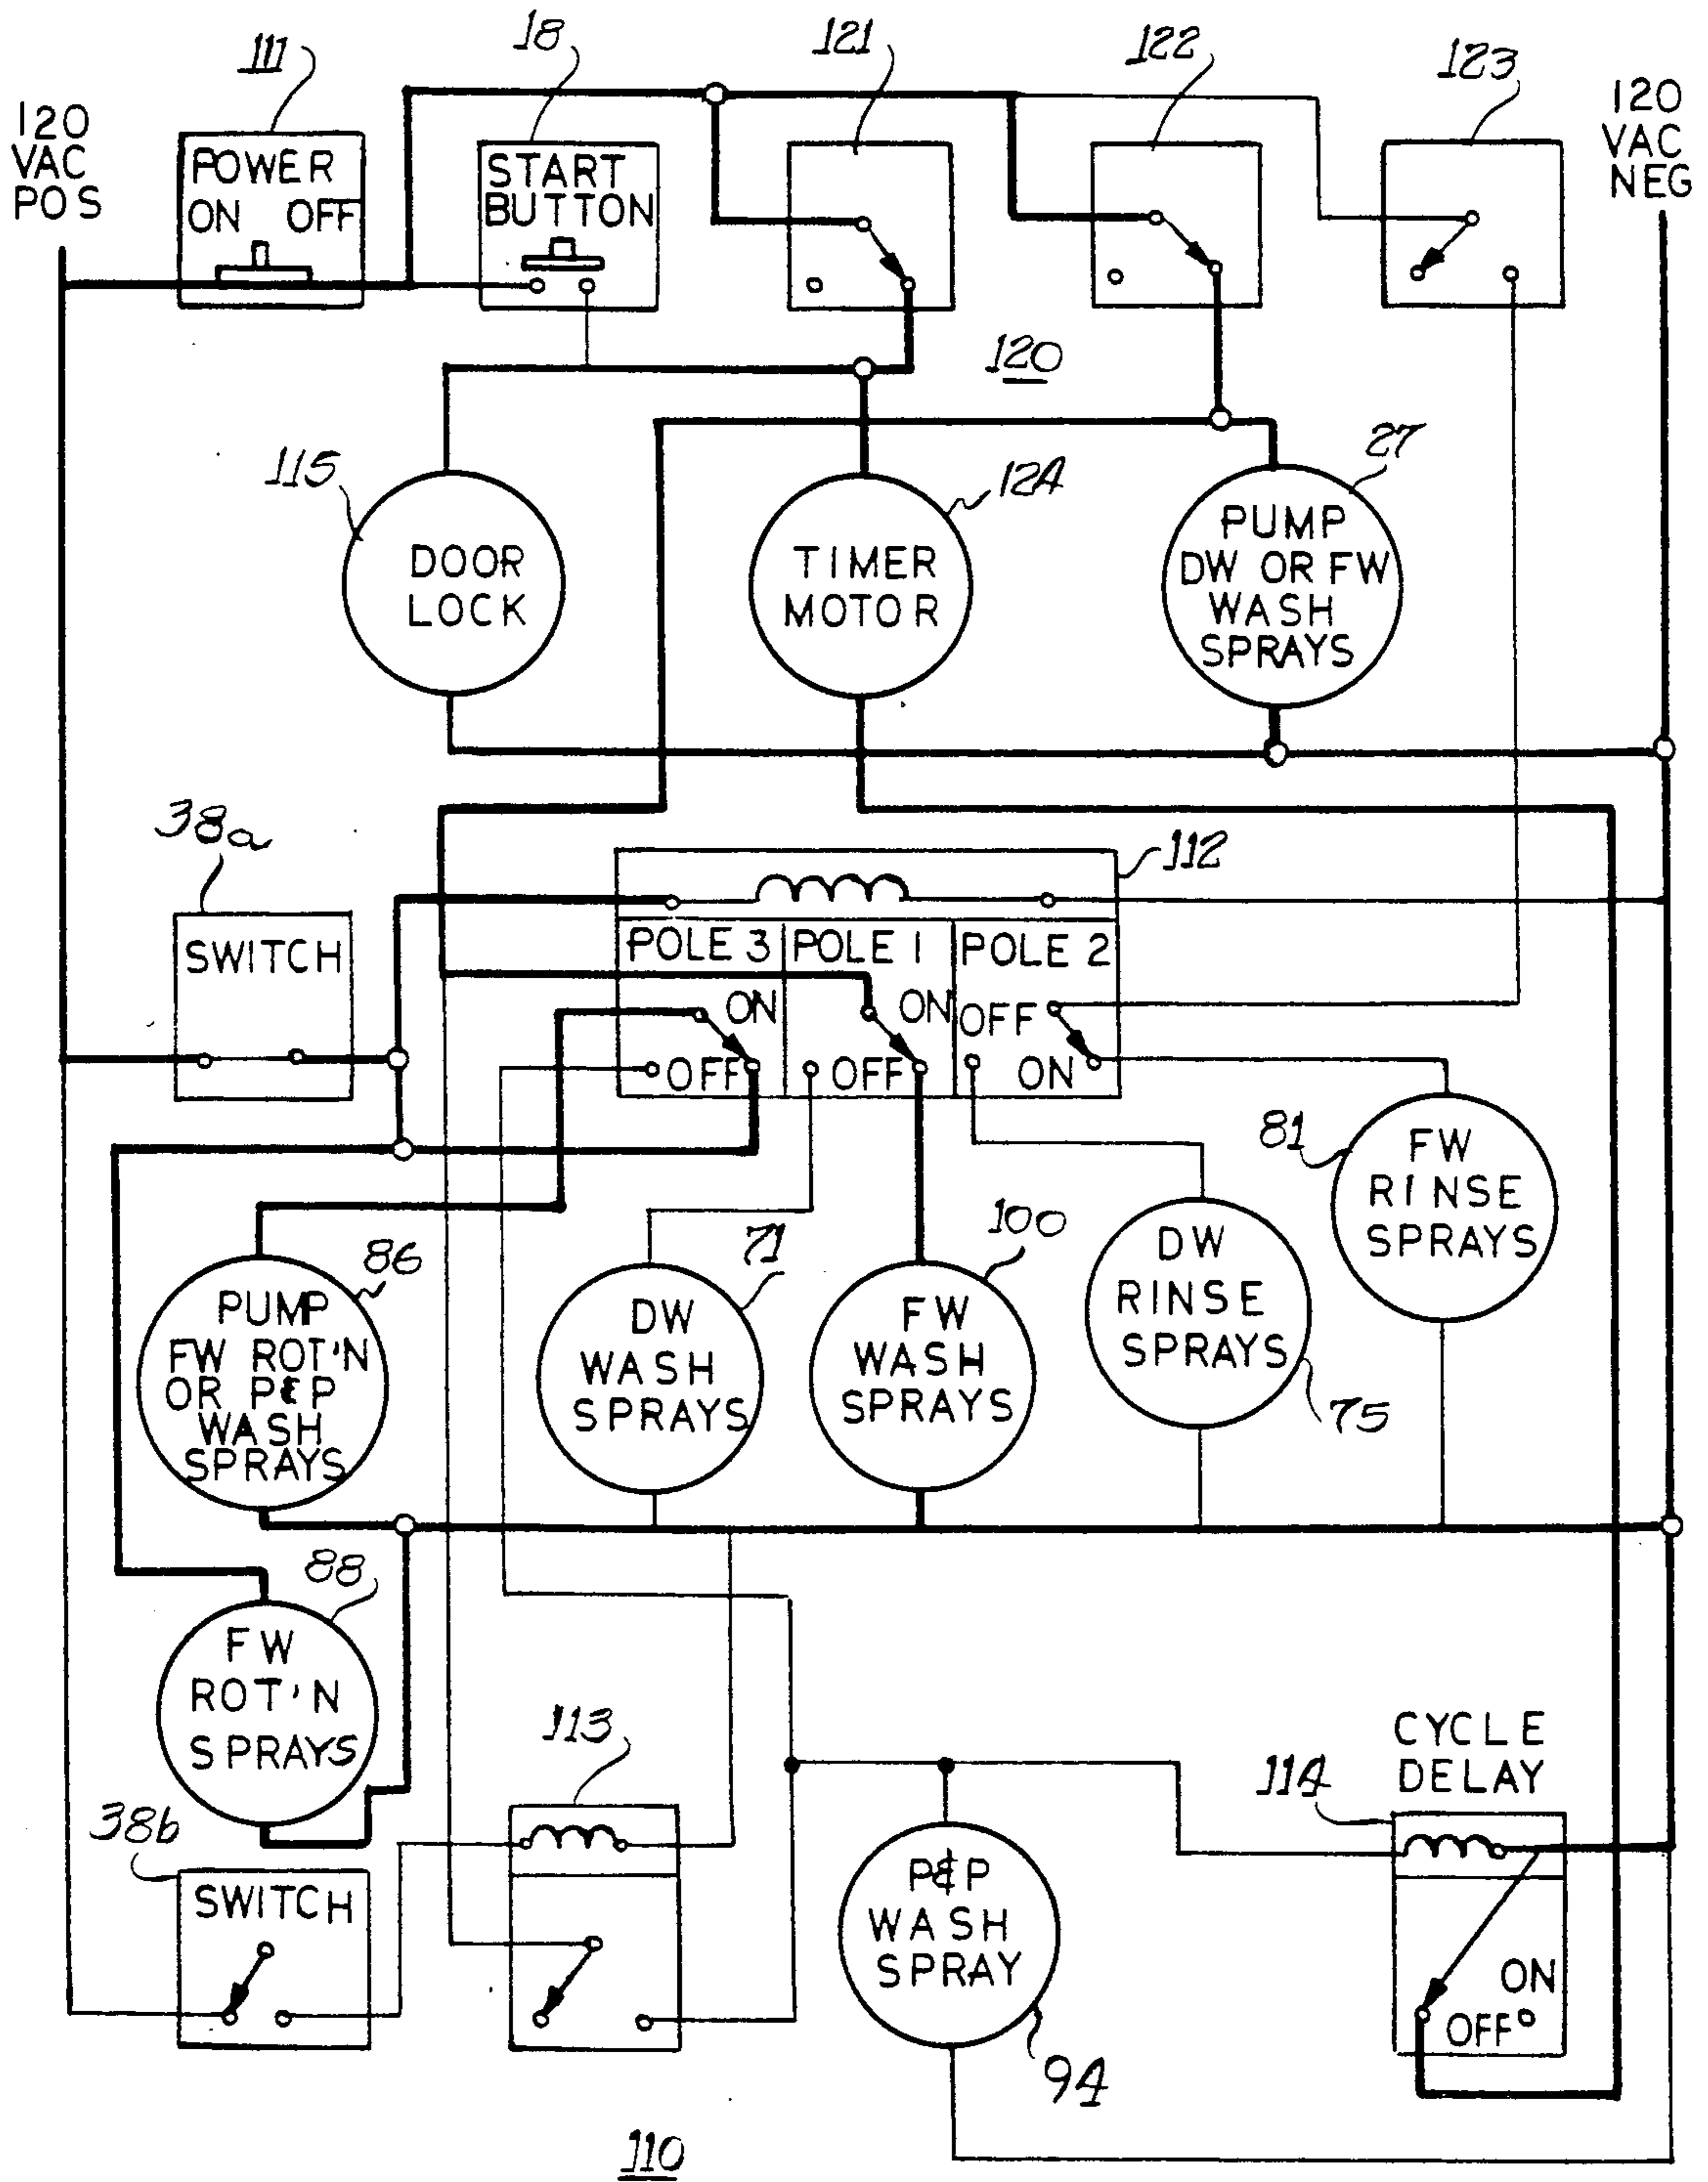 111
18
121
122
123
120
VAC
POS
120
VAC
NEG
POWER
ON OFF
START
BUTTON
120
115
124
27
DOOR
LOCK
TIMER
MOTOR
PUMP
DW OR FW
WASH
SPRAYS
38a
112
SWITCH
POLE 3
POLE 1
POLE 2
ON
OFF
ON
OFF
OFF
ON
81
FW
RINSE
SPRAYS
86
71
100
75
PUMP
FW ROT'N
OR P&P
WASH
SPRAYS
DW
WASH
SPRAYS
FW
WASH
SPRAYS
DW
RINSE
SPRAYS
88
FW
ROT'N
SPRAYS
113
CYCLE
DELAY
114
38b
SWITCH
P&P
WASH
SPRAY
94
ON
OFF
110